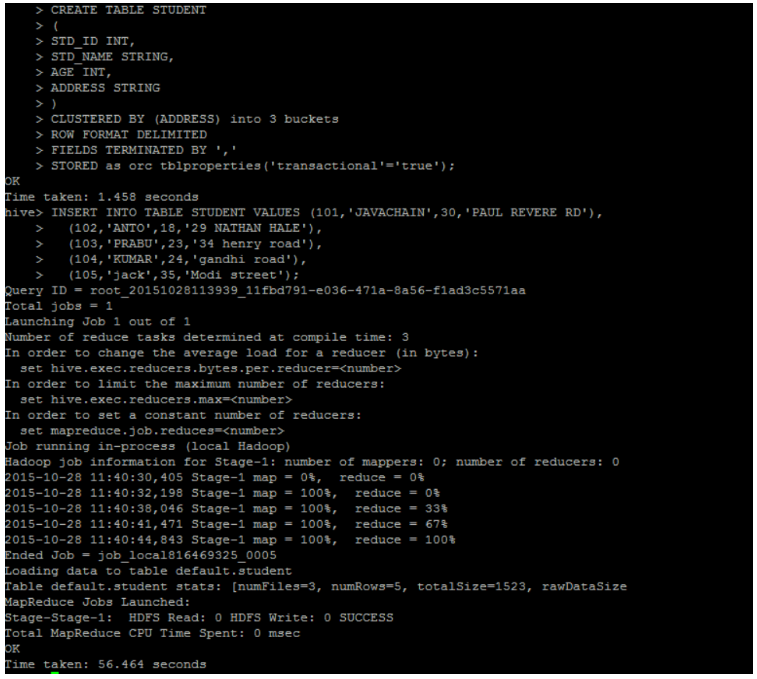 > CREATE TABLE STUDENT
> (
> STD_ID INT,
> STD_NAME STRING,
> AGE INT,
> ADDRESS STRING
> )
> CLUSTERED BY (ADDRESS) into 3 buckets
> ROW FORMAT DELIMITED
> FIELDS TERMINATED BY ','
> STORED as orc tblproperties('transactional'='true');
OK
Time taken: 1.458 seconds
hive> INSERT INTO TABLE STUDENT VALUES (101,'JAVACHAIN',30,'PAUL REVERE RD'),
> (102,'ANTO',18,'29 NATHAN HALE'),
> (103,'PRABU',23,'34 henry road'),
> (104,'KUMAR',24,'gandhi road'),
> (105,'jack',35,'Modi street');
Query ID = root_20151028113939_11fbd791-e036-471a-8a56-f1ad3c5571aa
Total jobs = 1
Launching Job 1 out of 1
Number of reduce tasks determined at compile time: 3
In order to change the average load for a reducer (in bytes):
set hive.exec.reducers.bytes.per.reducer=<number>
In order to limit the maximum number of reducers:
set hive.exec.reducers.max=<number>
In order to set a constant number of reducers:
set mapreduce.job.reduces=<number>
Job running in-process (local Hadoop)
Hadoop job information for Stage-1: number of mappers: 0; number of reducers: 0
2015-10-28 11:40:30,405 Stage-1 map = 0%, reduce = 0%
2015-10-28 11:40:32,198 Stage-1 map = 100%, reduce = 0%
2015-10-28 11:40:38,046 Stage-1 map = 100%, reduce = 33%
2015-10-28 11:40:41,471 Stage-1 map = 100%, reduce = 67%
2015-10-28 11:40:44,843 Stage-1 map = 100%, reduce = 100%
Ended Job = job_local816469325_0005
Loading data to table default.student
Table default.student stats: [numFiles=3, numRows=5, totalSize=1523, rawDataSize
MapReduce Jobs Launched:
Stage-Stage-1: HDFS Read: 0 HDFS Write: 0 SUCCESS
Total MapReduce CPU Time Spent: 0 msec
OK
Time taken: 56.464 seconds